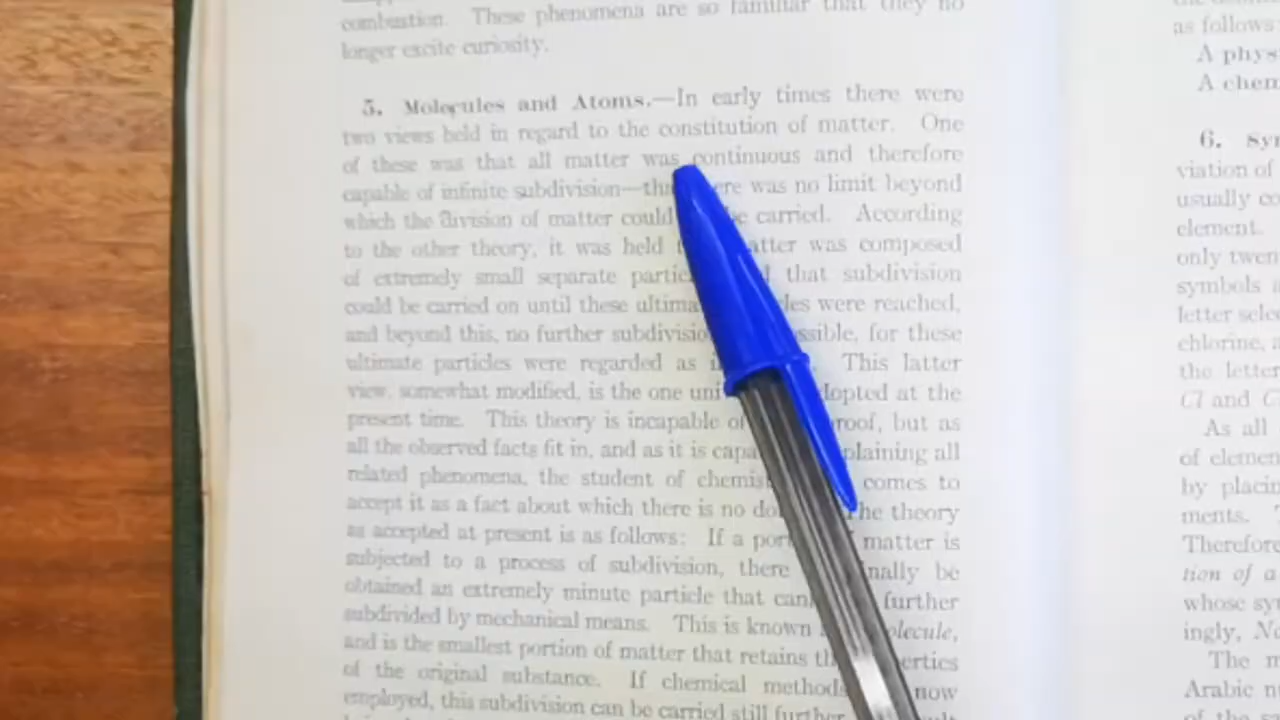 combustion. These phenomena are so familiar that they no
longer excite curiosity.
5. Molecules and Atoms.—In early times there were
two views held in regard to the constitution of matter. One
of these was that all matter was continuous and therefore
capable of infinite subdivision—th ere was no limit beyond
which the division of matter could be carried. According
to the other theory, it was held atter was composed
of extremely small separate partic that subdivision
could be carried on until these ultima les were reached,
and beyond this, no further subdivisio ssible, for these
ultimate particles were regarded as This latter
view, somewhat modified, is the one uni dopted at the
present time. This theory is incapable of roof, but as
all the observed facts fit in, and as it is capa plaining all
related phenomena, the student of chemis comes to
accept it as a fact about which there is no do The theory
as accepted at present is as follows: If a por matter is
subjected to a process of subdivision, there nally be
obtained an extremely minute particle that can further
subdivided by mechanical means. This is known olecule,
and is the smallest portion of matter that retains th erties
of the original substance. If chemical methods now
employed, this subdivision can be carried still further
as follows
A phys
A chem
6. Sym
viation of
usually co
element.
only twen
symbols a
letter selec
chlorine, a
the letter
Cl and C
As all
of elemen
by placin
ments.
Therefore
tion of a
whose sy
ingly, Na
The m
Arabic nu